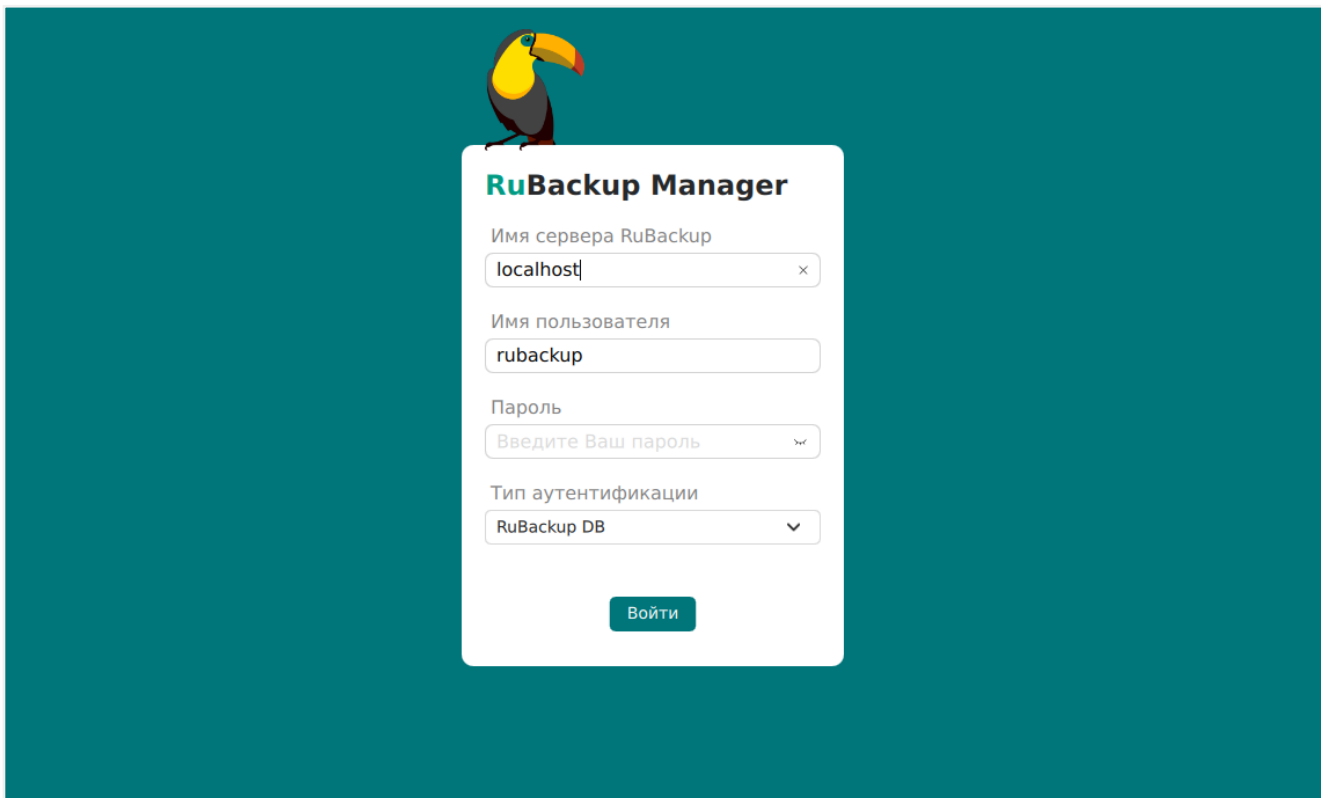 RuBackup Manager
Имя сервера RuBackup
localhost
Имя пользователя
rubackup
Пароль
Введите Ваш пароль
Тип аутентификации
RuBackup DB
Войти